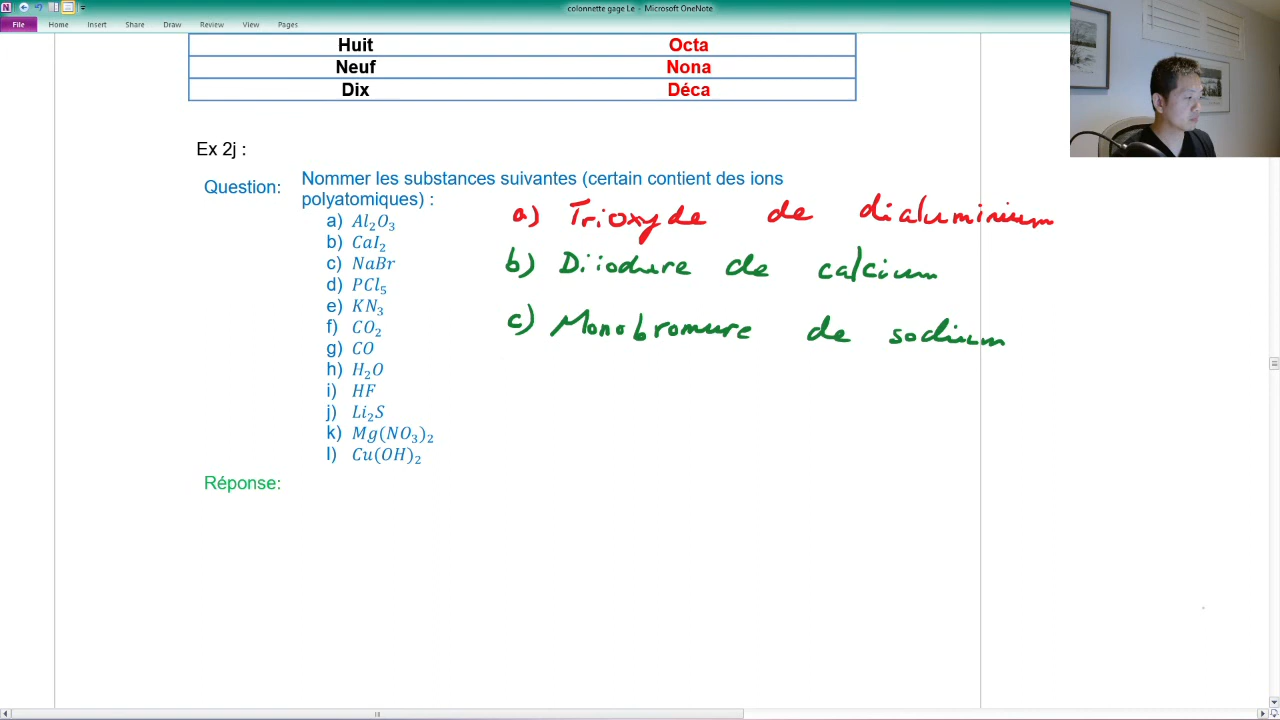 colonnette gage Le - Microsoft OneNote
File Home Insert Share Draw Review View Pages
Huit Octa
Neuf Nona
Dix Déca
Ex 2j :
Question: Nommer les substances suivantes (certain contient des ions
polyatomiques) :
a) Al₂O₃
b) CaI₂
c) NaBr
d) PCl₅
e) KN₃
f) CO₂
g) CO
h) H₂O
i) HF
j) Li₂S
k) Mg(NO₃)₂
l) Cu(OH)₂
a) Trioxyde de dialuminium
b) Diiodure de calcium
c) Monobromure de sodium
Réponse: